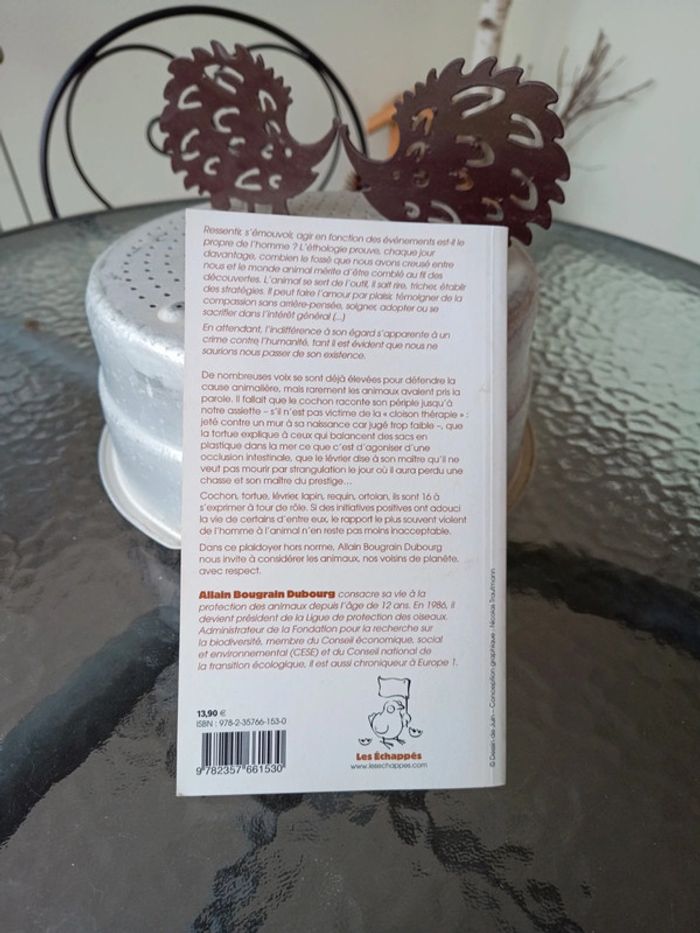 Ressentir, s'émouvoir, agir en fonction des événements est-il le
propre de l'homme ? L'éthologie prouve, chaque jour
davantage, combien le fossé que nous avons creusé entre
nous et le monde animal mérite d'être comblé au fil des
découvertes. L'animal se sert de l'outil, il sait rire, tricher, établir
des stratégies. Il peut faire l'amour par plaisir, témoigner de la
compassion sans arrière-pensée, soigner, adopter ou se
sacrifier dans l'intérêt général (...)
En attendant, l'indifférence à son égard s'apparente à un
crime contre l'humanité, tant il est évident que nous ne
saurions nous passer de son existence.
De nombreuses voix se sont déjà élevées pour défendre la
cause animalière, mais rarement les animaux avaient pris la
parole. Il fallait que le cochon raconte son périple jusqu'à
notre assiette – s'il n'est pas victime de la « cloison thérapie » :
jeté contre un mur à sa naissance car jugé trop faible –, que
la tortue explique à ceux qui balancent des sacs en
plastique dans la mer ce que c'est d'agoniser d'une
occlusion intestinale, que le lévrier dise à son maître qu'il ne
veut pas mourir par strangulation le jour où il aura perdu une
chasse et son maître du prestige...
Cochon, tortue, lévrier, lapin, requin, ortolan, ils sont 16 à
s'exprimer à tour de rôle. Si des initiatives positives ont adouci
la vie de certains d'entre eux, le rapport le plus souvent violent
de l'homme à l'animal n'en reste pas moins inacceptable.
Dans ce plaidoyer hors norme, Allain Bougrain Dubourg
nous invite à considérer les animaux, nos voisins de planète,
avec respect.
Allain Bougrain Dubourg consacre sa vie à la
protection des animaux depuis l'âge de 12 ans. En 1986, il
devient président de la Ligue de protection des oiseaux.
Administrateur de la Fondation pour la recherche sur
la biodiversité, membre du Conseil économique, social
et environnemental (CESE) et du Conseil national de
la transition écologique, il est aussi chroniqueur à Europe 1.
13,90 €
ISBN : 978-2-35766-153-0
9 782357 661530
Les Échappés
www.lesechappes.com
© Dessin de Juin – Conception graphique : Nicolas Trautmann